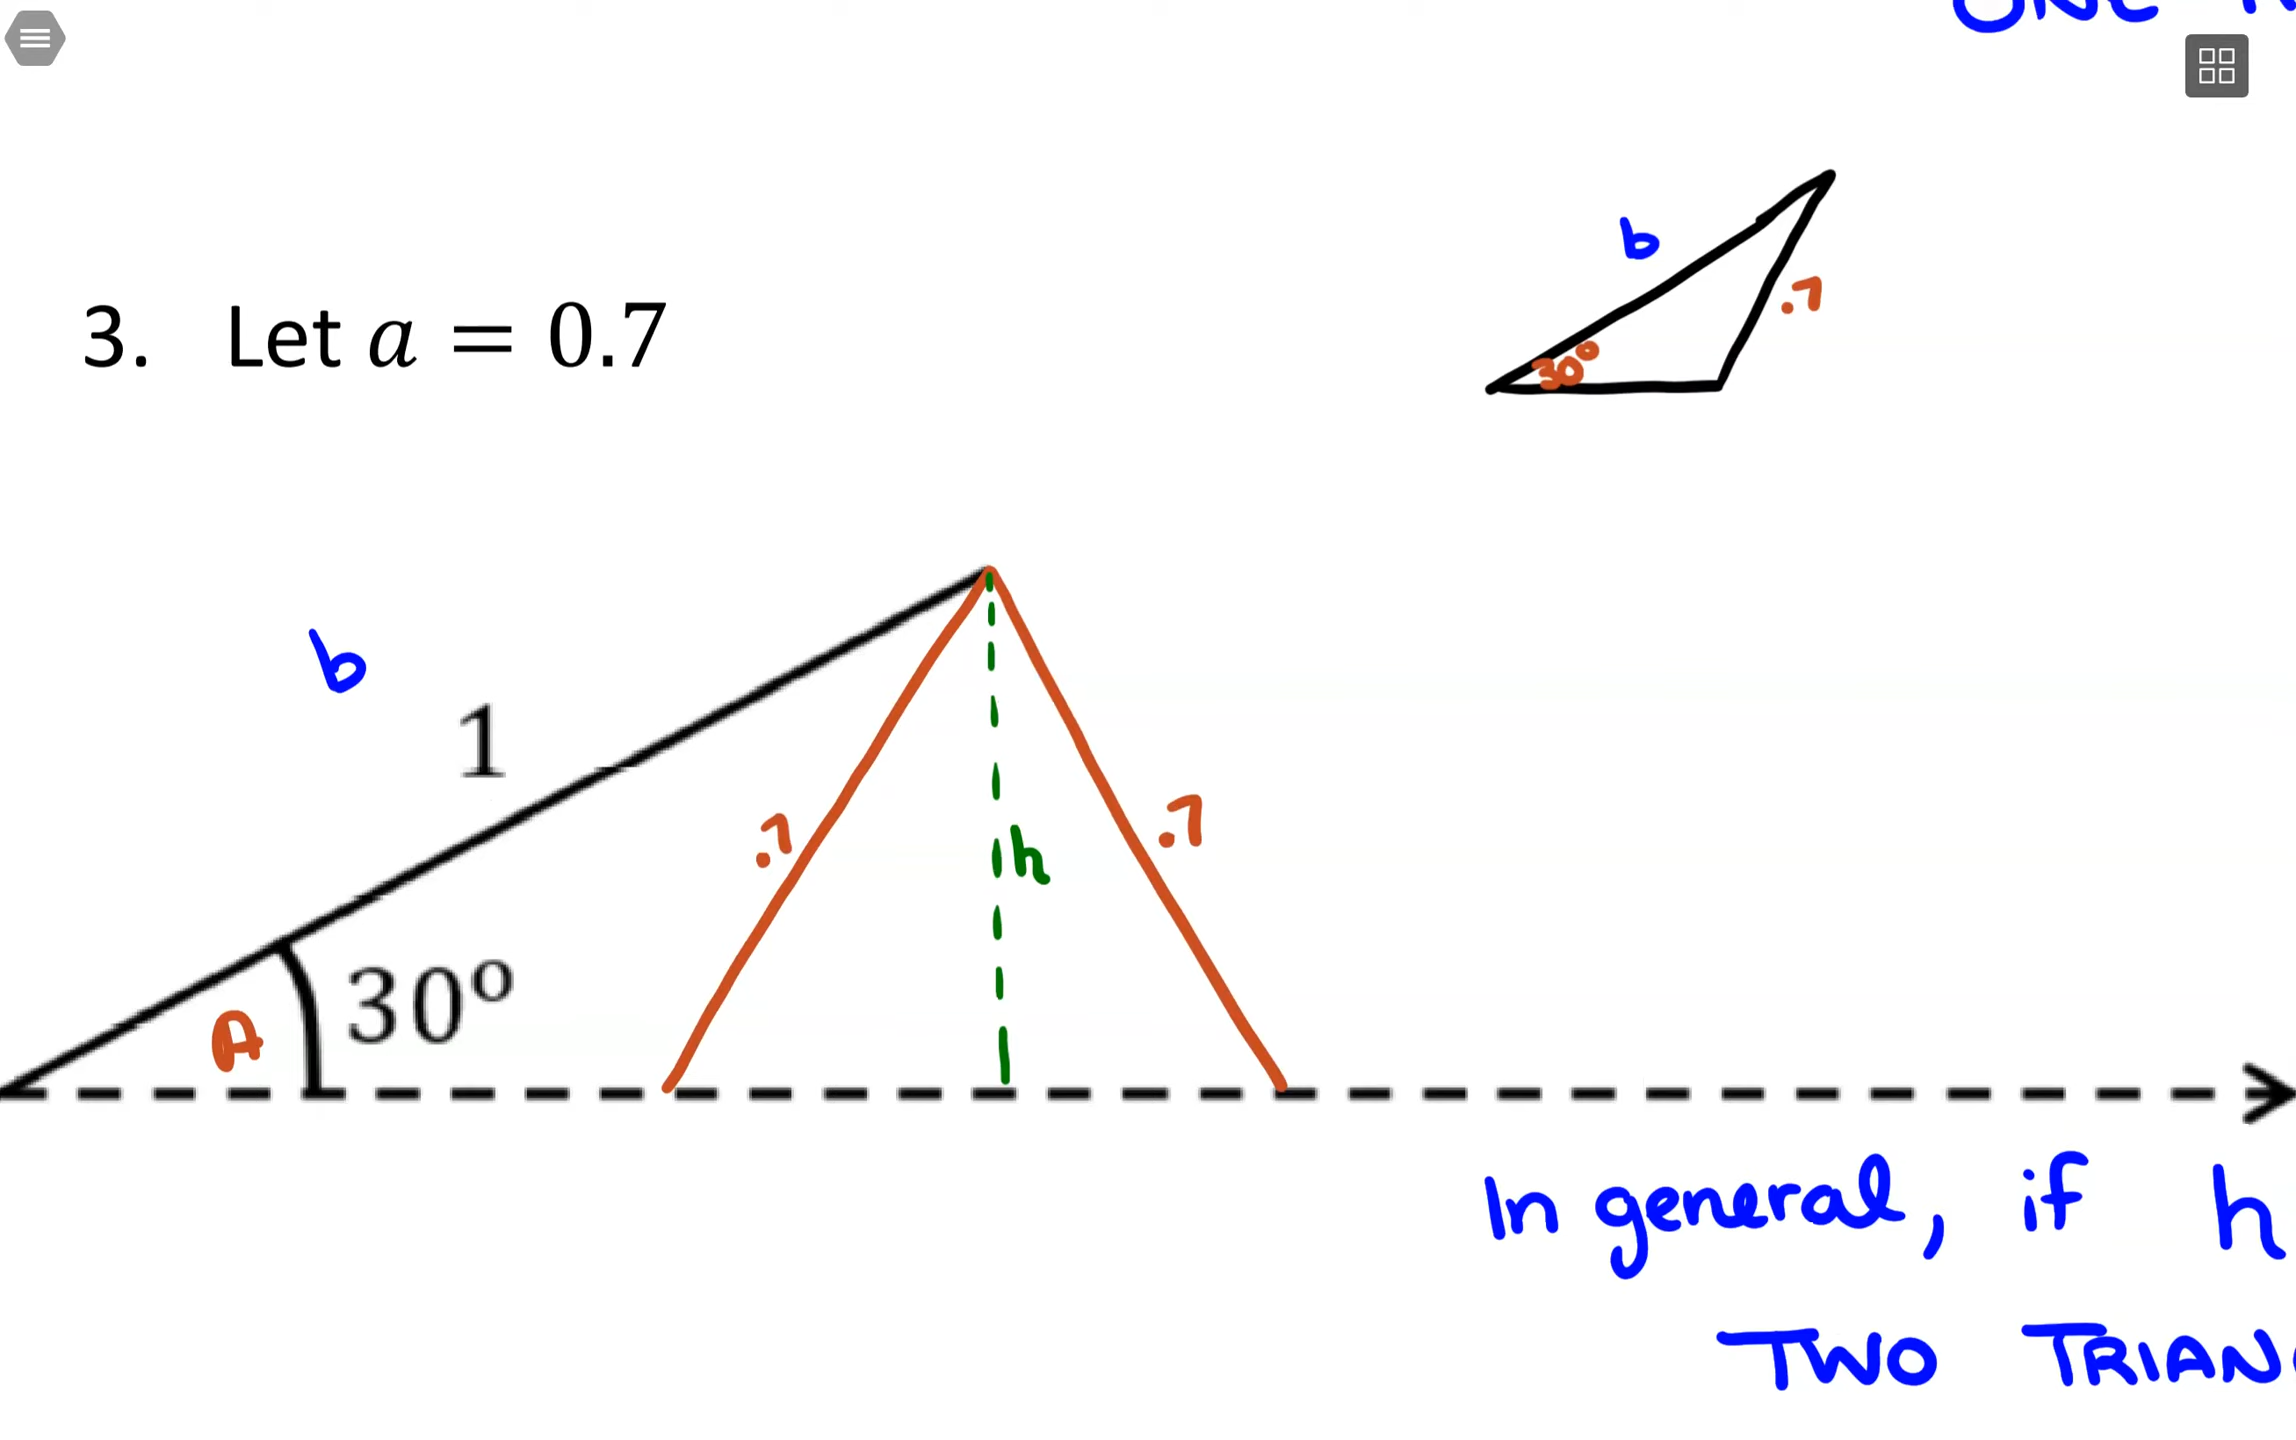 b
.7
30°
3. Let a = 0.7
b
1
.7
.7
h
A
30°
In general, if h
TWO